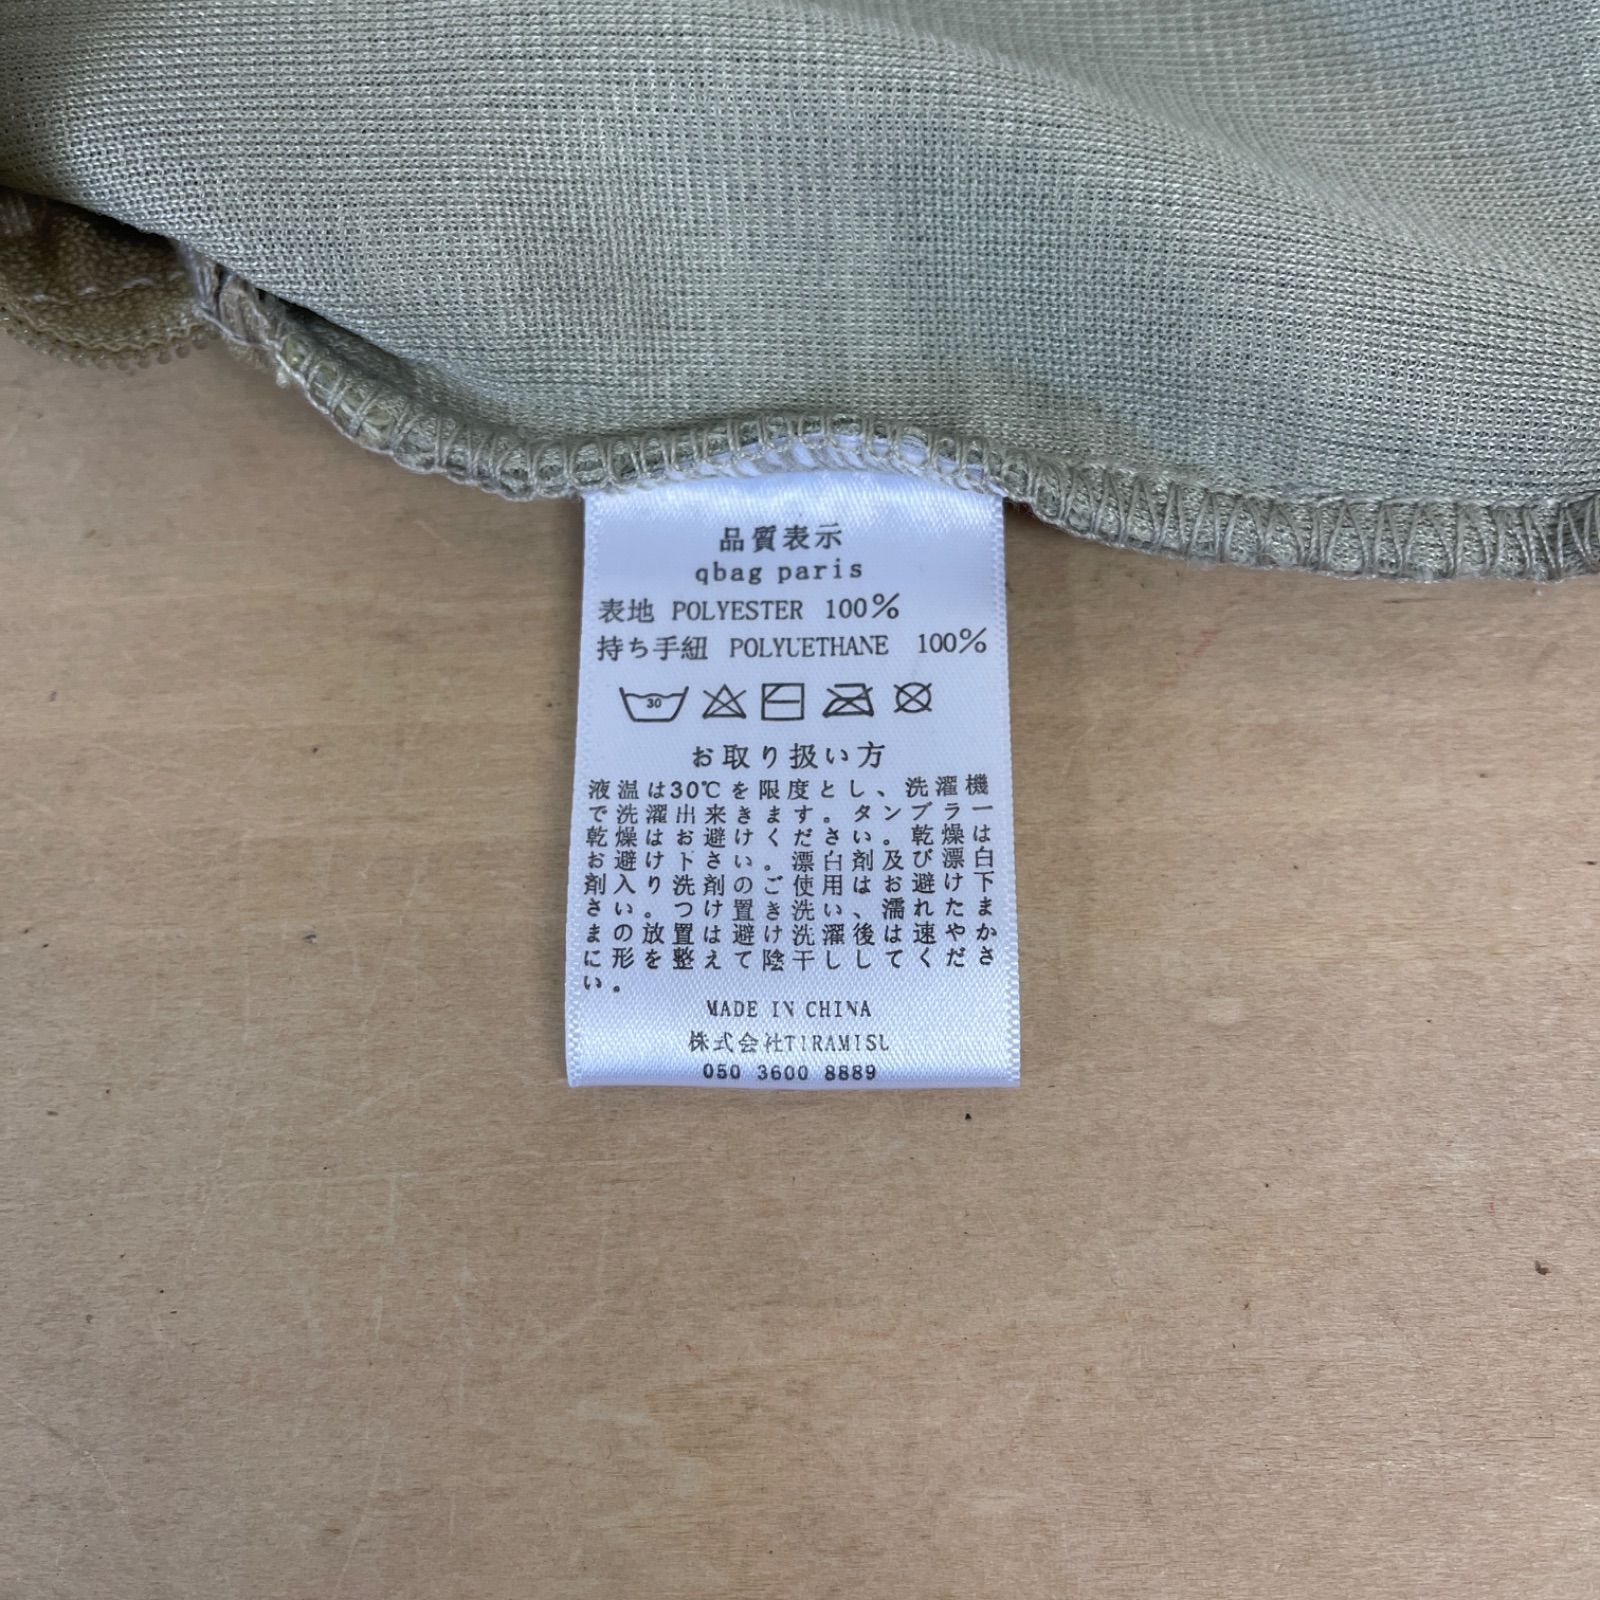 品質表示
qbag paris
表地 POLYESTER 100%
持ち手紐 POLYUETHANE 100%
30
お取り扱い方
液温は30℃を限度とし、洗濯機
で洗濯出来きます。タンブラー
乾燥はお避けください。乾燥は
お避け下さい。漂白剤及び漂白
剤入り洗剤のご使用はお避け下
さい。つけ置き洗い、濡れたま
まの放置は避け洗濯後は速やか
に形を整えて陰干ししてくださ
い。
MADE IN CHINA
株式会社TIRAMISU
050 3600 8889